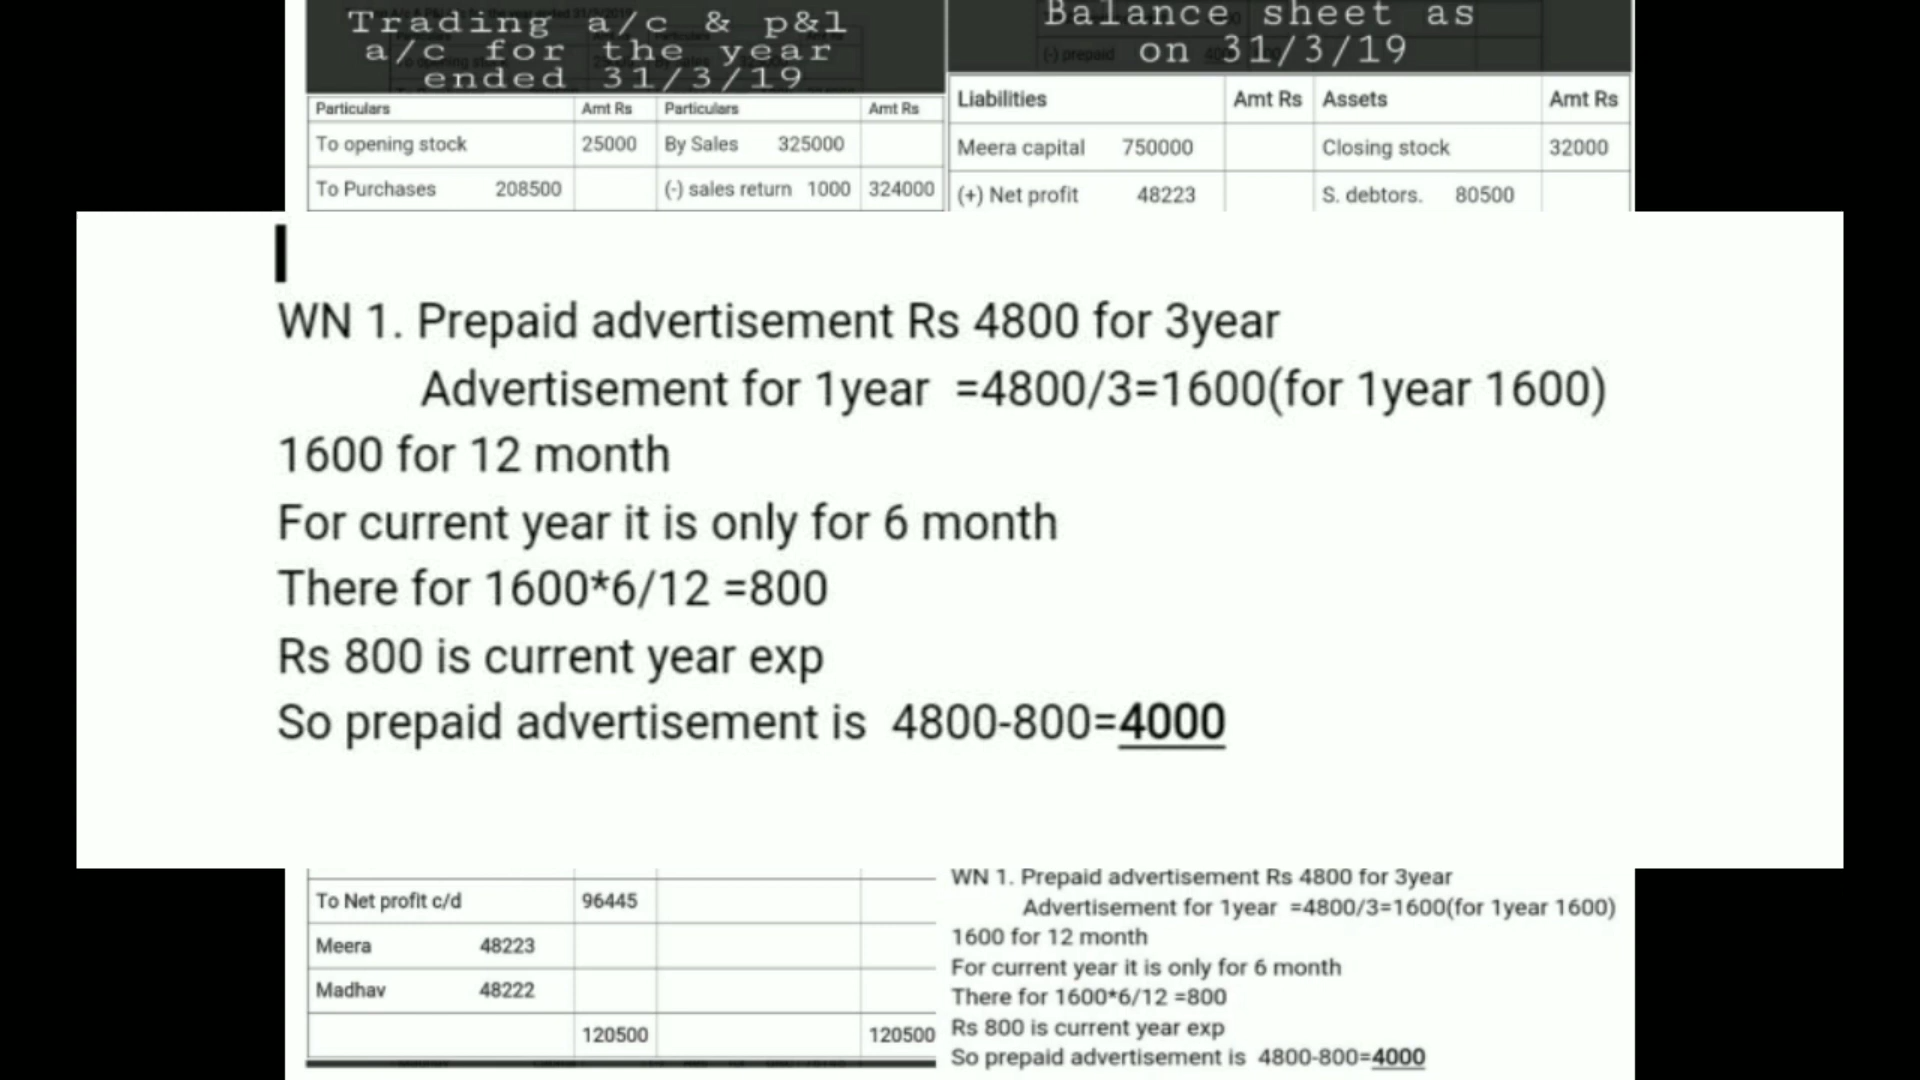 Trading a/c & p&l
a/c for the year
ended 31/3/19
Particulars Amt Rs Particulars Amt Rs
To opening stock 25000 By Sales 325000
To Purchases 208500 (-) sales return 1000 324000
Balance sheet as
on 31/3/19
(-) prepaid
Liabilities Amt Rs Assets Amt Rs
Meera capital 750000 Closing stock 32000
(+) Net profit 48223 S. debtors. 80500
WN 1. Prepaid advertisement Rs 4800 for 3year
Advertisement for 1year =4800/3=1600(for 1year 1600)
1600 for 12 month
For current year it is only for 6 month
There for 1600*6/12 =800
Rs 800 is current year exp
So prepaid advertisement is 4800-800=4000
To Net profit c/d 96445
Meera 48223
Madhav 48222
120500 120500
WN 1. Prepaid advertisement Rs 4800 for 3year
Advertisement for 1year =4800/3=1600(for 1year 1600)
1600 for 12 month
For current year it is only for 6 month
There for 1600*6/12 =800
Rs 800 is current year exp
So prepaid advertisement is 4800-800=4000